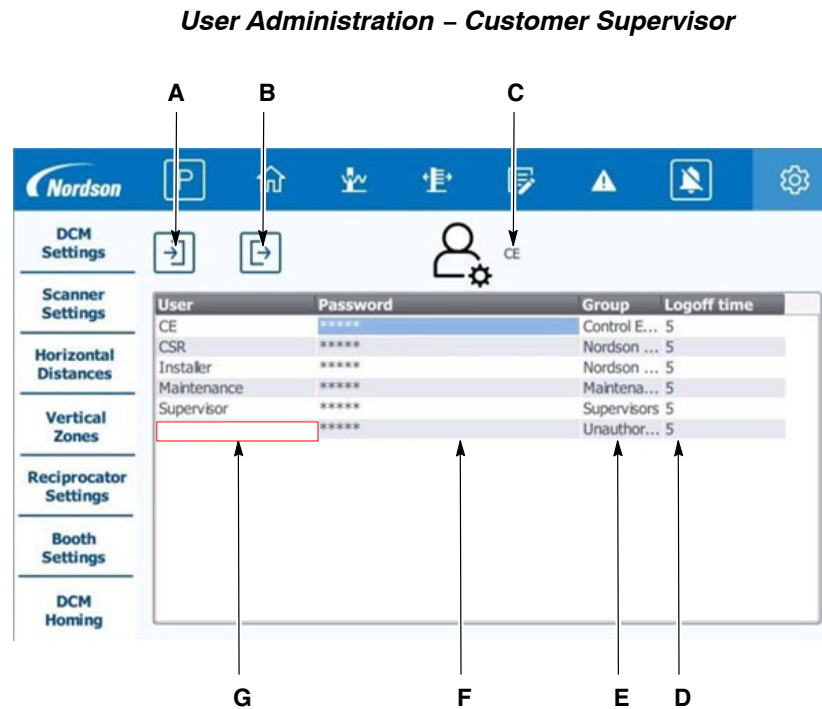 User Administration – Customer Supervisor
A B C
Nordson
P
DCM
Settings
CE
Scanner
Settings
Horizontal
Distances
Vertical
Zones
Reciprocator
Settings
Booth
Settings
DCM
Homing
User Password Group Logoff time
CE ***** Control E... 5
CSR ***** Nordson ... 5
Installer ***** Nordson ... 5
Maintenance ***** Maintena... 5
Supervisor ***** Supervisors 5
***** Unauthor... 5
G F E D